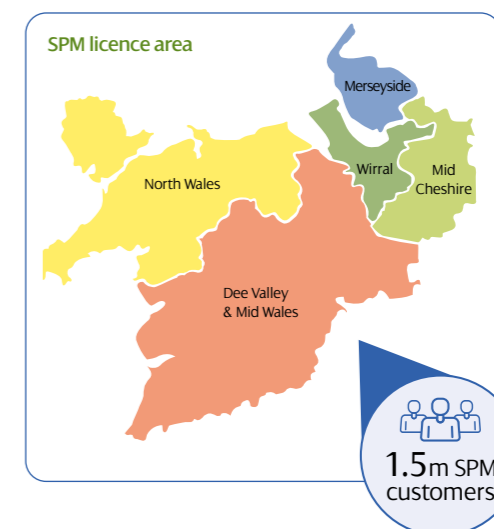 SPM licence area
Merseyside
Wirral
Mid
Cheshire
North Wales
Dee Valley
& Mid Wales
1.5m SPM
customers